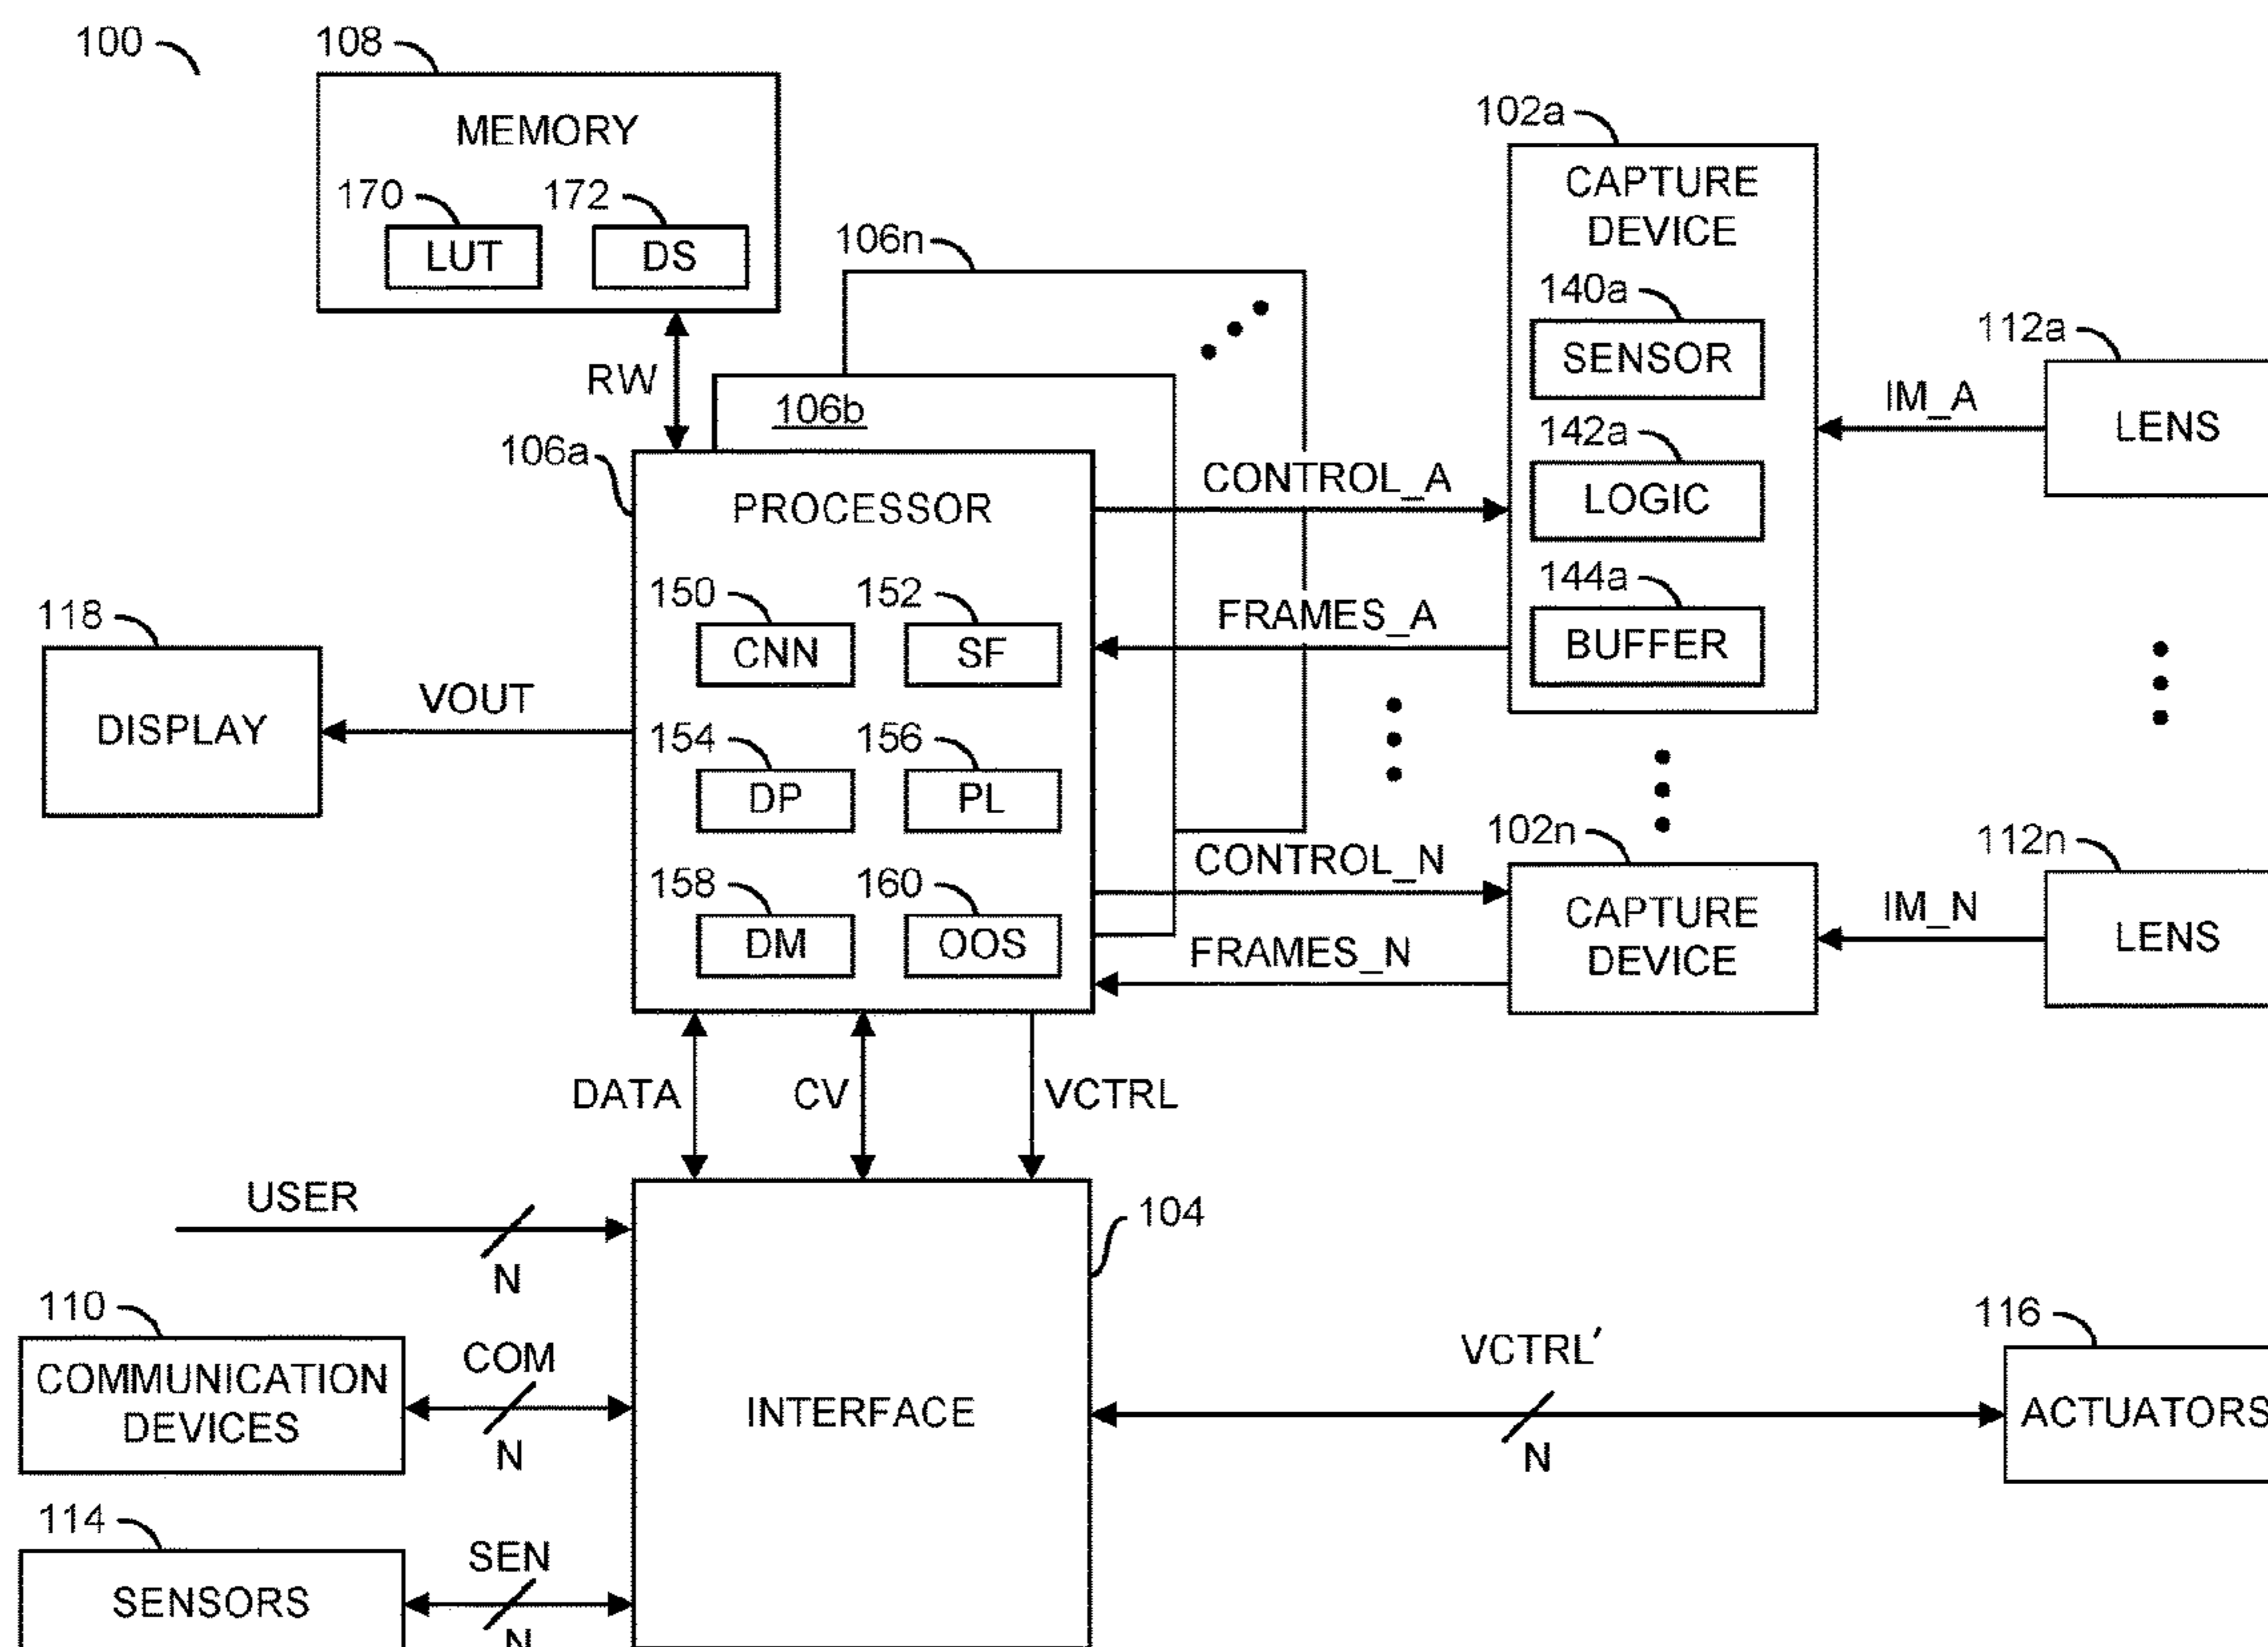 100
108
MEMORY
170
172
LUT
DS
RW
106n
106b
106a
PROCESSOR
150
152
CNN
SF
154
156
DP
PL
158
160
DM
OOS
118
DISPLAY
VOUT
CONTROL_A
FRAMES_A
CONTROL_N
FRAMES_N
102a
CAPTURE
DEVICE
140a
SENSOR
142a
LOGIC
144a
BUFFER
112a
IM_A
LENS
102n
CAPTURE
DEVICE
112n
IM_N
LENS
DATA
CV
VCTRL
USER
N
104
INTERFACE
110
COMMUNICATION
DEVICES
COM
N
114
SENSORS
SEN
N
VCTRL′
N
116
ACTUATORS